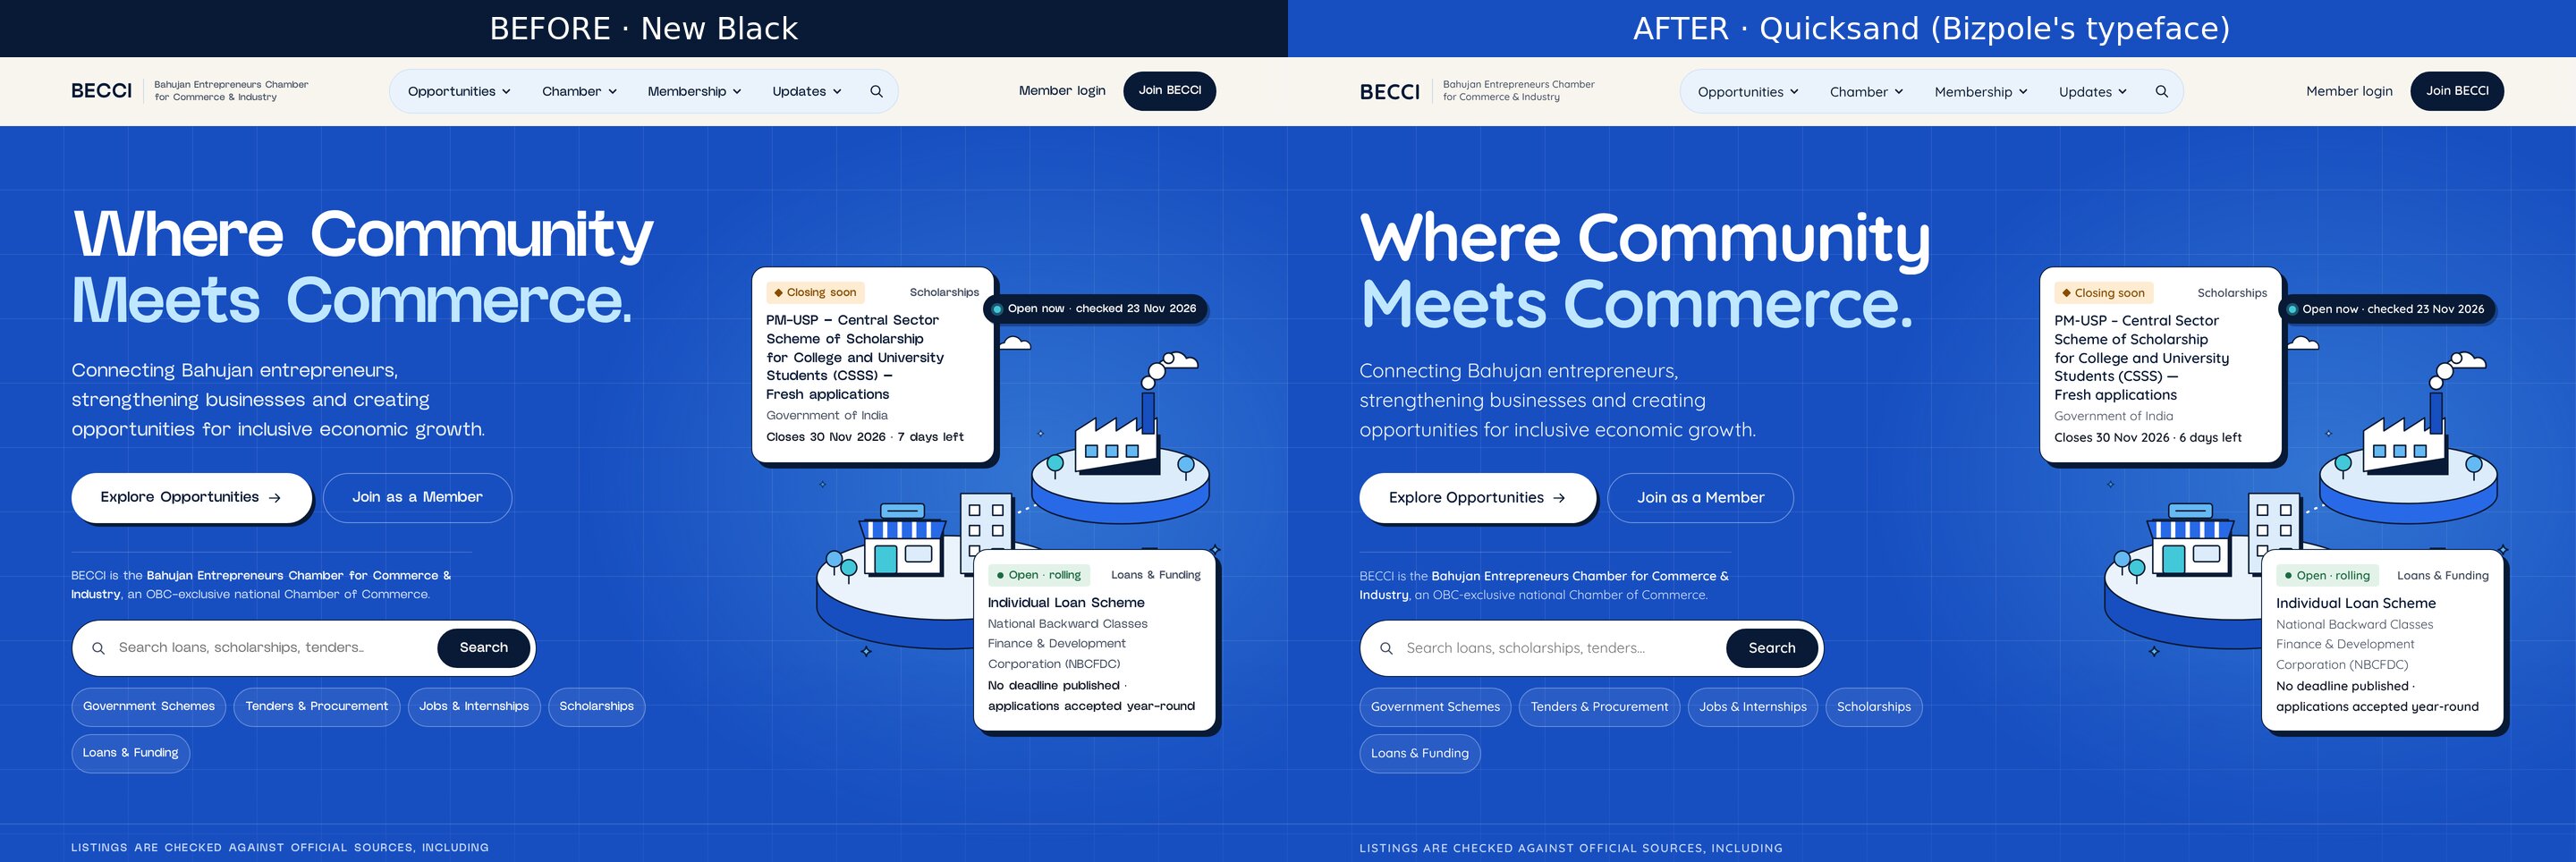 BEFORE · New Black
BECCI
Bahujan Entrepreneurs Chamber
for Commerce & Industry
Opportunities
Chamber
Membership
Updates
Member login
Join BECCI
Where Community
Meets Commerce.
Connecting Bahujan entrepreneurs,
strengthening businesses and creating
opportunities for inclusive economic growth.
Explore Opportunities →
Join as a Member
BECCI is the Bahujan Entrepreneurs Chamber for Commerce &
Industry, an OBC-exclusive national Chamber of Commerce.
Search loans, scholarships, tenders…
Search
Government Schemes
Tenders & Procurement
Jobs & Internships
Scholarships
Loans & Funding
Closing soon
Scholarships
PM-USP – Central Sector
Scheme of Scholarship
for College and University
Students (CSSS) —
Fresh applications
Government of India
Closes 30 Nov 2026 · 7 days left
Open now · checked 23 Nov 2026
Open · rolling
Loans & Funding
Individual Loan Scheme
National Backward Classes
Finance & Development
Corporation (NBCFDC)
No deadline published ·
applications accepted year-round
LISTINGS ARE CHECKED AGAINST OFFICIAL SOURCES, INCLUDING
AFTER · Quicksand (Bizpole's typeface)
BECCI
Bahujan Entrepreneurs Chamber
for Commerce & Industry
Opportunities
Chamber
Membership
Updates
Member login
Join BECCI
Where Community
Meets Commerce.
Connecting Bahujan entrepreneurs,
strengthening businesses and creating
opportunities for inclusive economic growth.
Explore Opportunities →
Join as a Member
BECCI is the Bahujan Entrepreneurs Chamber for Commerce &
Industry, an OBC-exclusive national Chamber of Commerce.
Search loans, scholarships, tenders…
Search
Government Schemes
Tenders & Procurement
Jobs & Internships
Scholarships
Loans & Funding
Closing soon
Scholarships
PM-USP – Central Sector
Scheme of Scholarship
for College and University
Students (CSSS) —
Fresh applications
Government of India
Closes 30 Nov 2026 · 6 days left
Open now · checked 23 Nov 2026
Open · rolling
Loans & Funding
Individual Loan Scheme
National Backward Classes
Finance & Development
Corporation (NBCFDC)
No deadline published ·
applications accepted year-round
LISTINGS ARE CHECKED AGAINST OFFICIAL SOURCES, INCLUDING